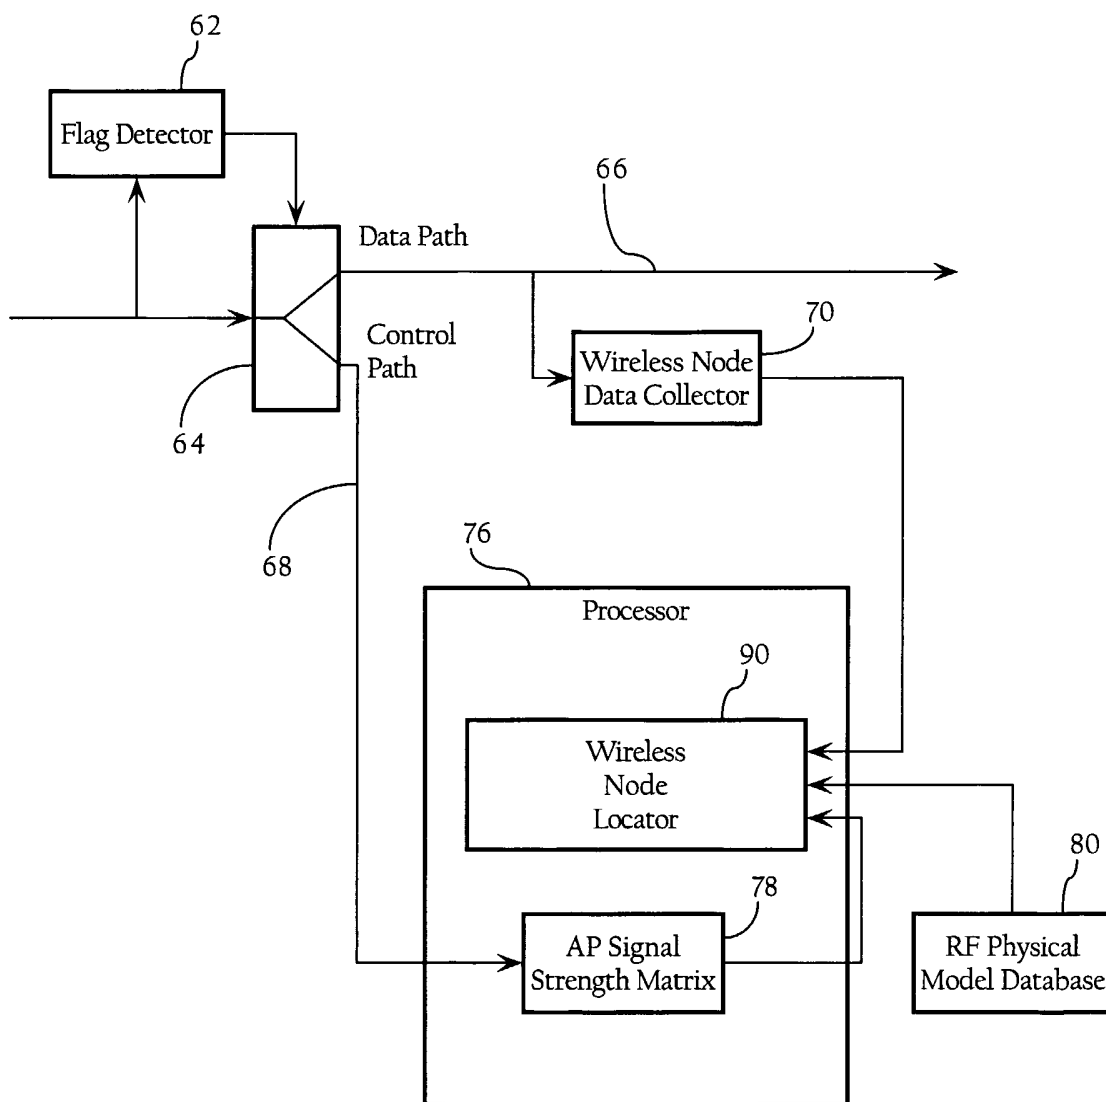 62
Flag Detector
66
Data Path
70
Control
Path
Wireless Node
Data Collector
64
68
76
Processor
90
Wireless
Node
Locator
80
78
AP Signal
Strength Matrix
RF Physical
Model Database